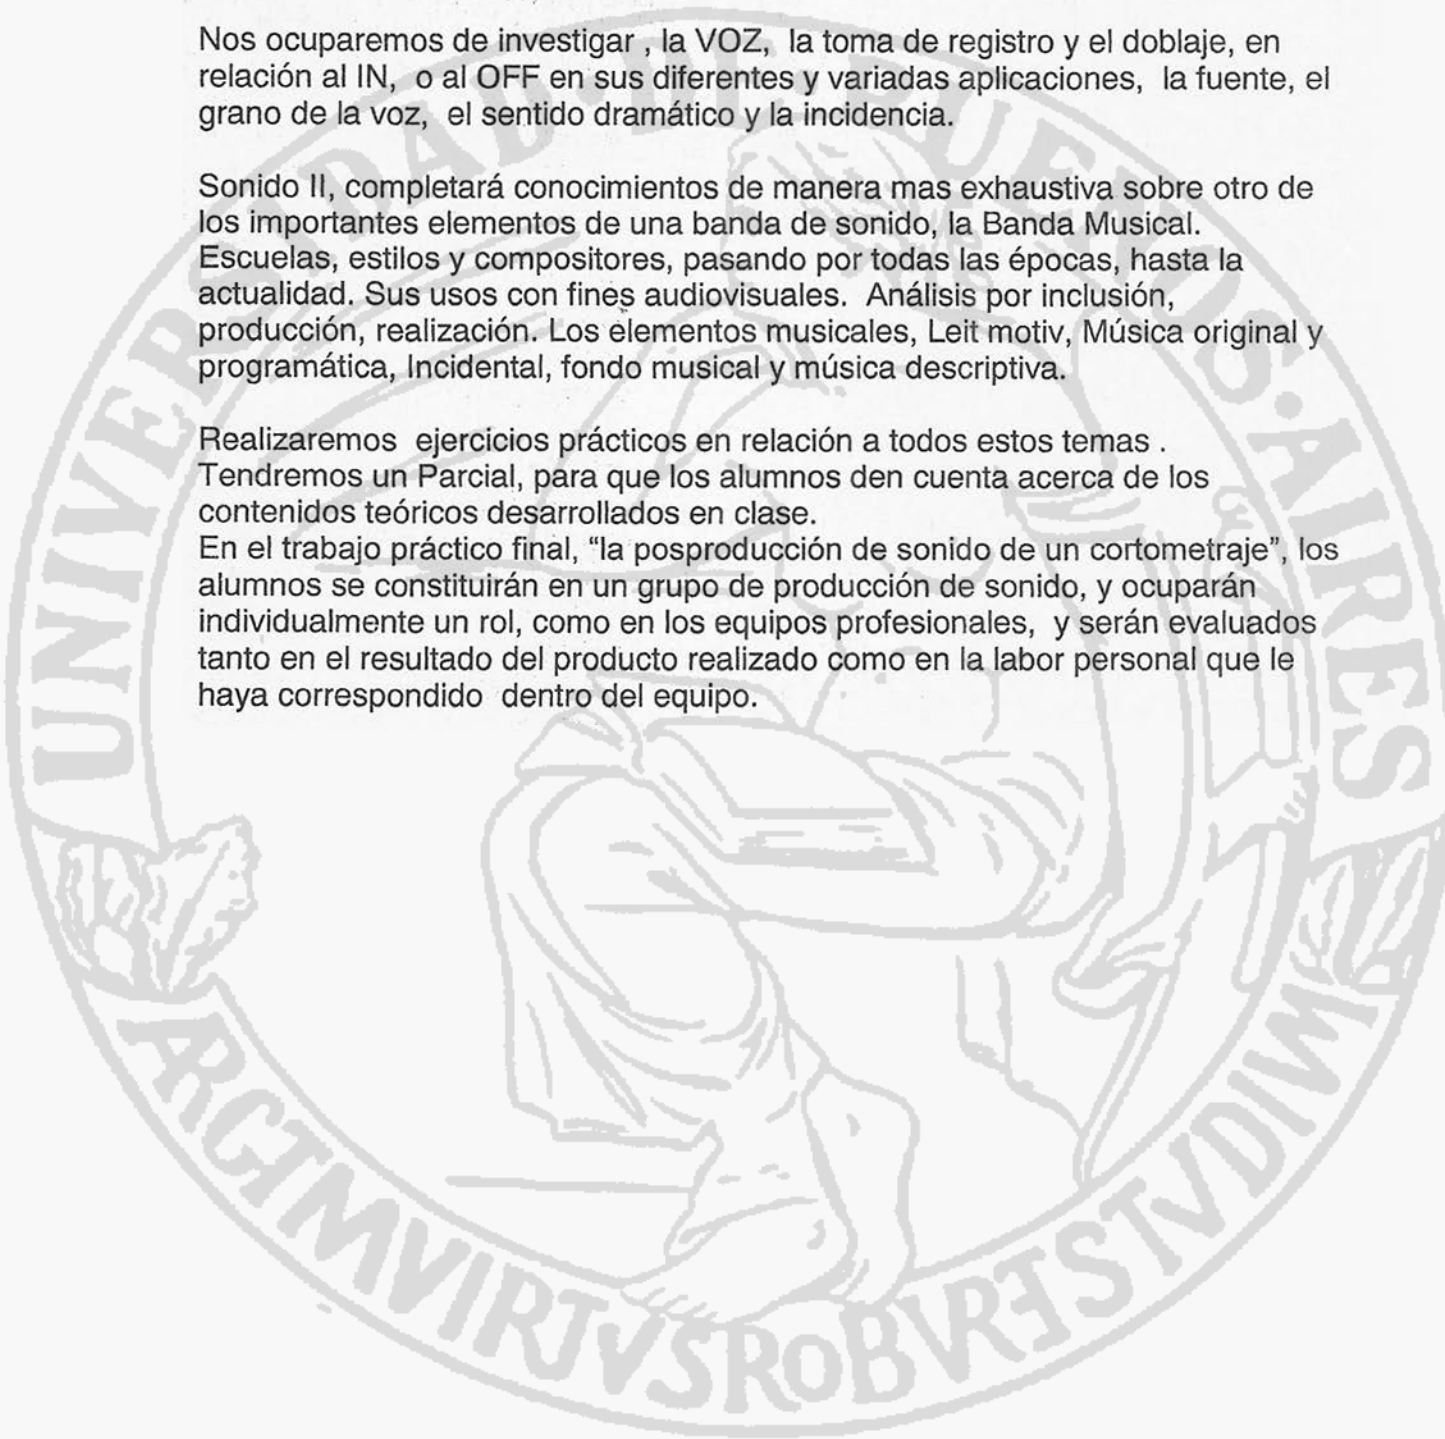 Nos ocuparemos de investigar , la VOZ, la toma de registro y el doblaje, en
relación al IN, o al OFF en sus diferentes y variadas aplicaciones, la fuente, el
grano de la voz, el sentido dramático y la incidencia.
Sonido II, completará conocimientos de manera mas exhaustiva sobre otro de
los importantes elementos de una banda de sonido, la Banda Musical.
Escuelas, estilos y compositores, pasando por todas las épocas, hasta la
actualidad. Sus usos con fines audiovisuales. Análisis por inclusión,
producción, realización. Los elementos musicales, Leit motiv, Música original y
programática, Incidental, fondo musical y música descriptiva.
Realizaremos ejercicios prácticos en relación a todos estos temas .
Tendremos un Parcial, para que los alumnos den cuenta acerca de los
contenidos teóricos desarrollados en clase.
En el trabajo práctico final, “la posproducción de sonido de un cortometraje”, los
alumnos se constituirán en un grupo de producción de sonido, y ocuparán
individualmente un rol, como en los equipos profesionales, y serán evaluados
tanto en el resultado del producto realizado como en la labor personal que le
haya correspondido dentro del equipo.
UNIVERSIDAD·DE·BUENOS·AIRES
ARGTMVIRTVSROBVRETSTVDIVM